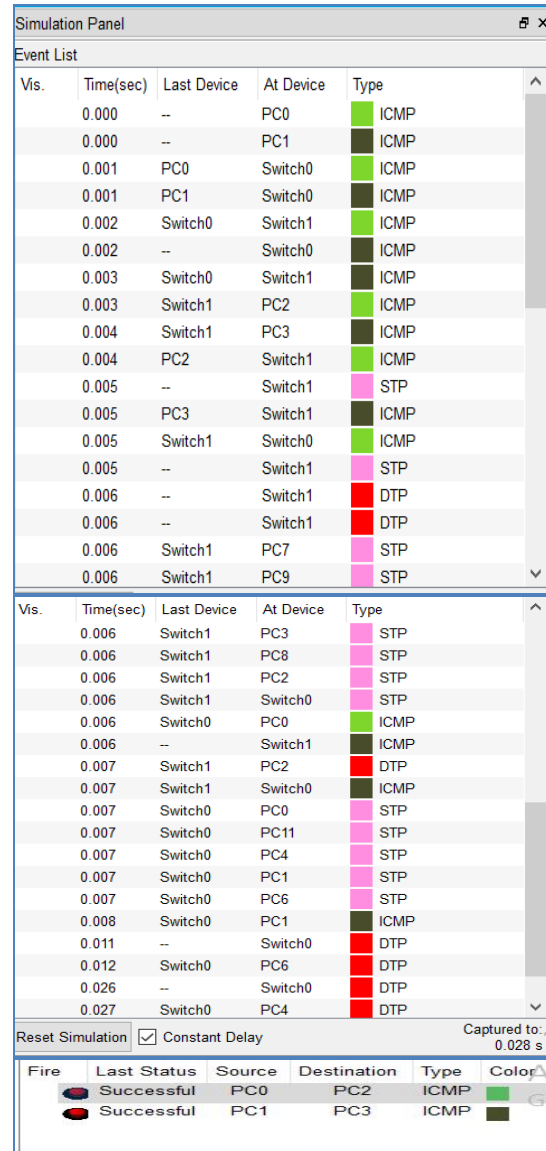 Simulation Panel
Event List
Vis. Time(sec) Last Device At Device Type
0.000 -- PC0 ICMP
0.000 -- PC1 ICMP
0.001 PC0 Switch0 ICMP
0.001 PC1 Switch0 ICMP
0.002 Switch0 Switch1 ICMP
0.002 -- Switch0 ICMP
0.003 Switch0 Switch1 ICMP
0.003 Switch1 PC2 ICMP
0.004 Switch1 PC3 ICMP
0.004 PC2 Switch1 ICMP
0.005 -- Switch1 STP
0.005 PC3 Switch1 ICMP
0.005 Switch1 Switch0 ICMP
0.005 -- Switch1 STP
0.006 -- Switch1 DTP
0.006 -- Switch1 DTP
0.006 Switch1 PC7 STP
0.006 Switch1 PC9 STP
Vis. Time(sec) Last Device At Device Type
0.006 Switch1 PC3 STP
0.006 Switch1 PC8 STP
0.006 Switch1 PC2 STP
0.006 Switch1 Switch0 STP
0.006 Switch0 PC0 ICMP
0.006 -- Switch1 ICMP
0.007 Switch1 PC2 DTP
0.007 Switch1 Switch0 ICMP
0.007 Switch0 PC0 STP
0.007 Switch0 PC11 STP
0.007 Switch0 PC4 STP
0.007 Switch0 PC1 STP
0.007 Switch0 PC6 STP
0.008 Switch0 PC1 ICMP
0.011 -- Switch0 DTP
0.012 Switch0 PC6 DTP
0.026 -- Switch0 DTP
0.027 Switch0 PC4 DTP
Reset Simulation Constant Delay Captured to:
0.028 s
Fire Last Status Source Destination Type Color
Successful PC0 PC2 ICMP
Successful PC1 PC3 ICMP